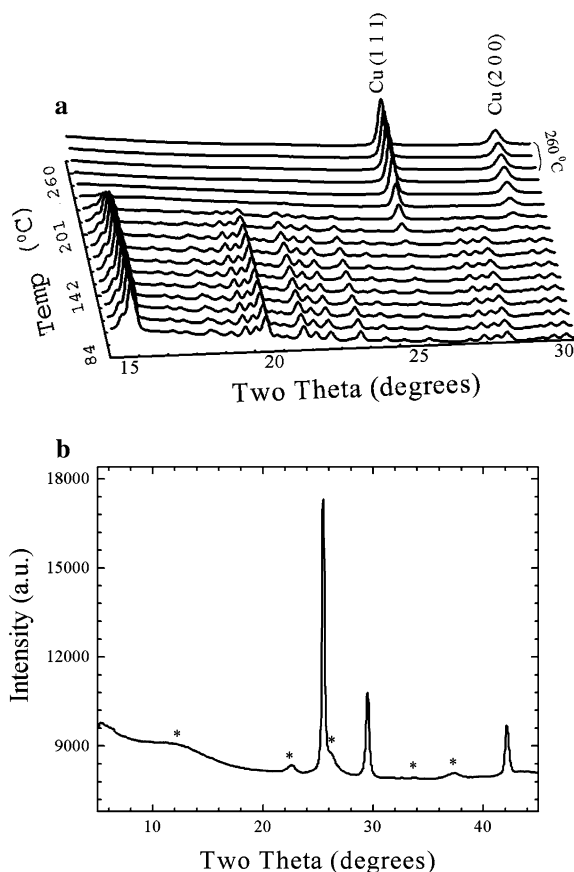 a
Cu (1 1 1)
Cu (2 0 0)
260 °C
260
201
142
84
Temp (°C)
15
20
25
30
Two Theta (degrees)
b
18000
15000
12000
9000
Intensity (a.u.)
*
*
*
*
*
10
20
30
40
Two Theta (degrees)